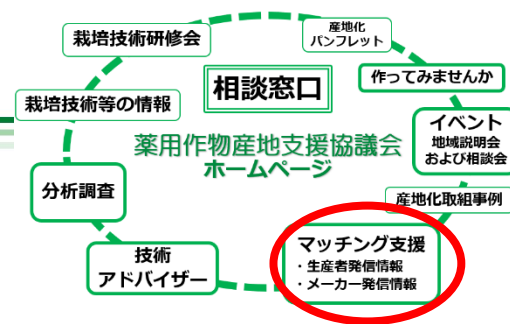 産地化
パンフレット
栽培技術研修会
作ってみませんか
相談窓口
栽培技術等の情報
イベント
地域説明会
および相談会
薬用作物産地支援協議会
ホームページ
分析調査
産地化取組事例
マッチング支援
・生産者発信情報
・メーカー発信情報
技術
アドバイザー